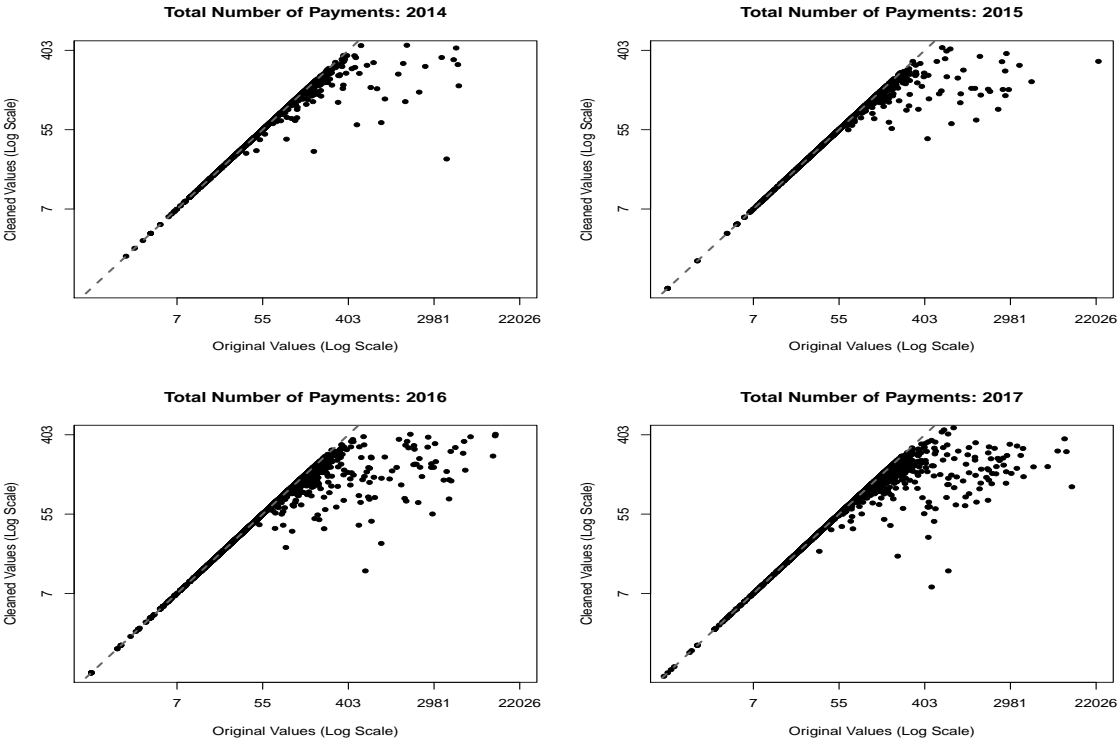 Total Number of Payments: 2014
Cleaned Values (Log Scale)
403
55
7
7 55 403 2981 22026
Original Values (Log Scale)
Total Number of Payments: 2015
Cleaned Values (Log Scale)
403
55
7
7 55 403 2981 22026
Original Values (Log Scale)
Total Number of Payments: 2016
Cleaned Values (Log Scale)
403
55
7
7 55 403 2981 22026
Original Values (Log Scale)
Total Number of Payments: 2017
Cleaned Values (Log Scale)
403
55
7
7 55 403 2981 22026
Original Values (Log Scale)